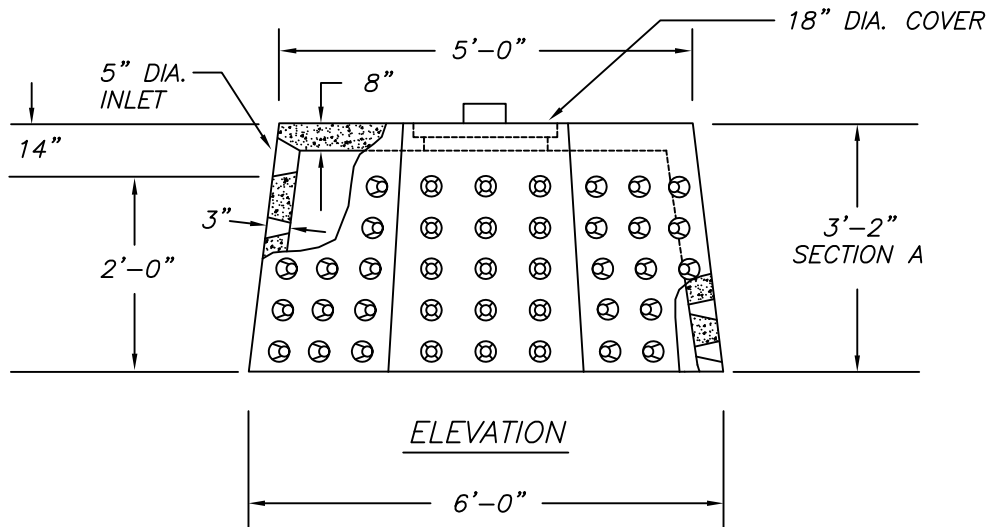 18" DIA. COVER
5'-0"
5" DIA.
INLET
8"
14"
3"
3'-2"
SECTION A
2'-0"
ELEVATION
6'-0"